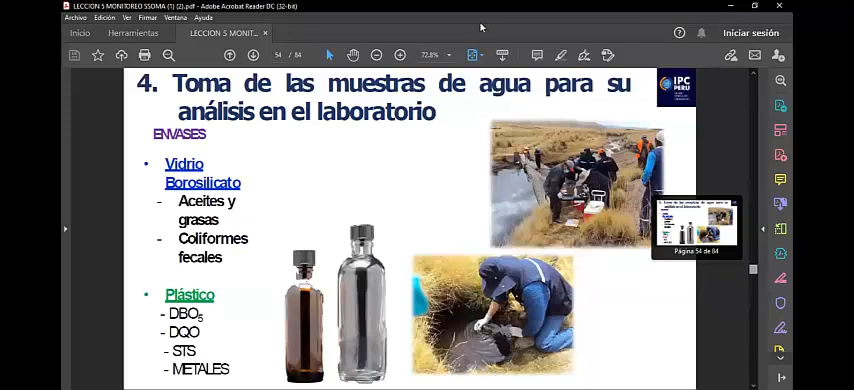 LECCION 5 MONITOREO SSOMA (1) (2).pdf - Adobe Acrobat Reader DC (32-bit)
Archivo Edición Ver Firmar Ventana Ayuda
Inicio Herramientas LECCION 5 MONIT... × Iniciar sesión
54 / 84 72.8%
4. Toma de las muestras de agua para su
análisis en el laboratorio
IPC
PERU
ENVASES
• Vidrio
Borosilicato
- Aceites y
grasas
- Coliformes
fecales
• Plástico
- DBO5
- DQO
- STS
- METALES
Página 54 de 84